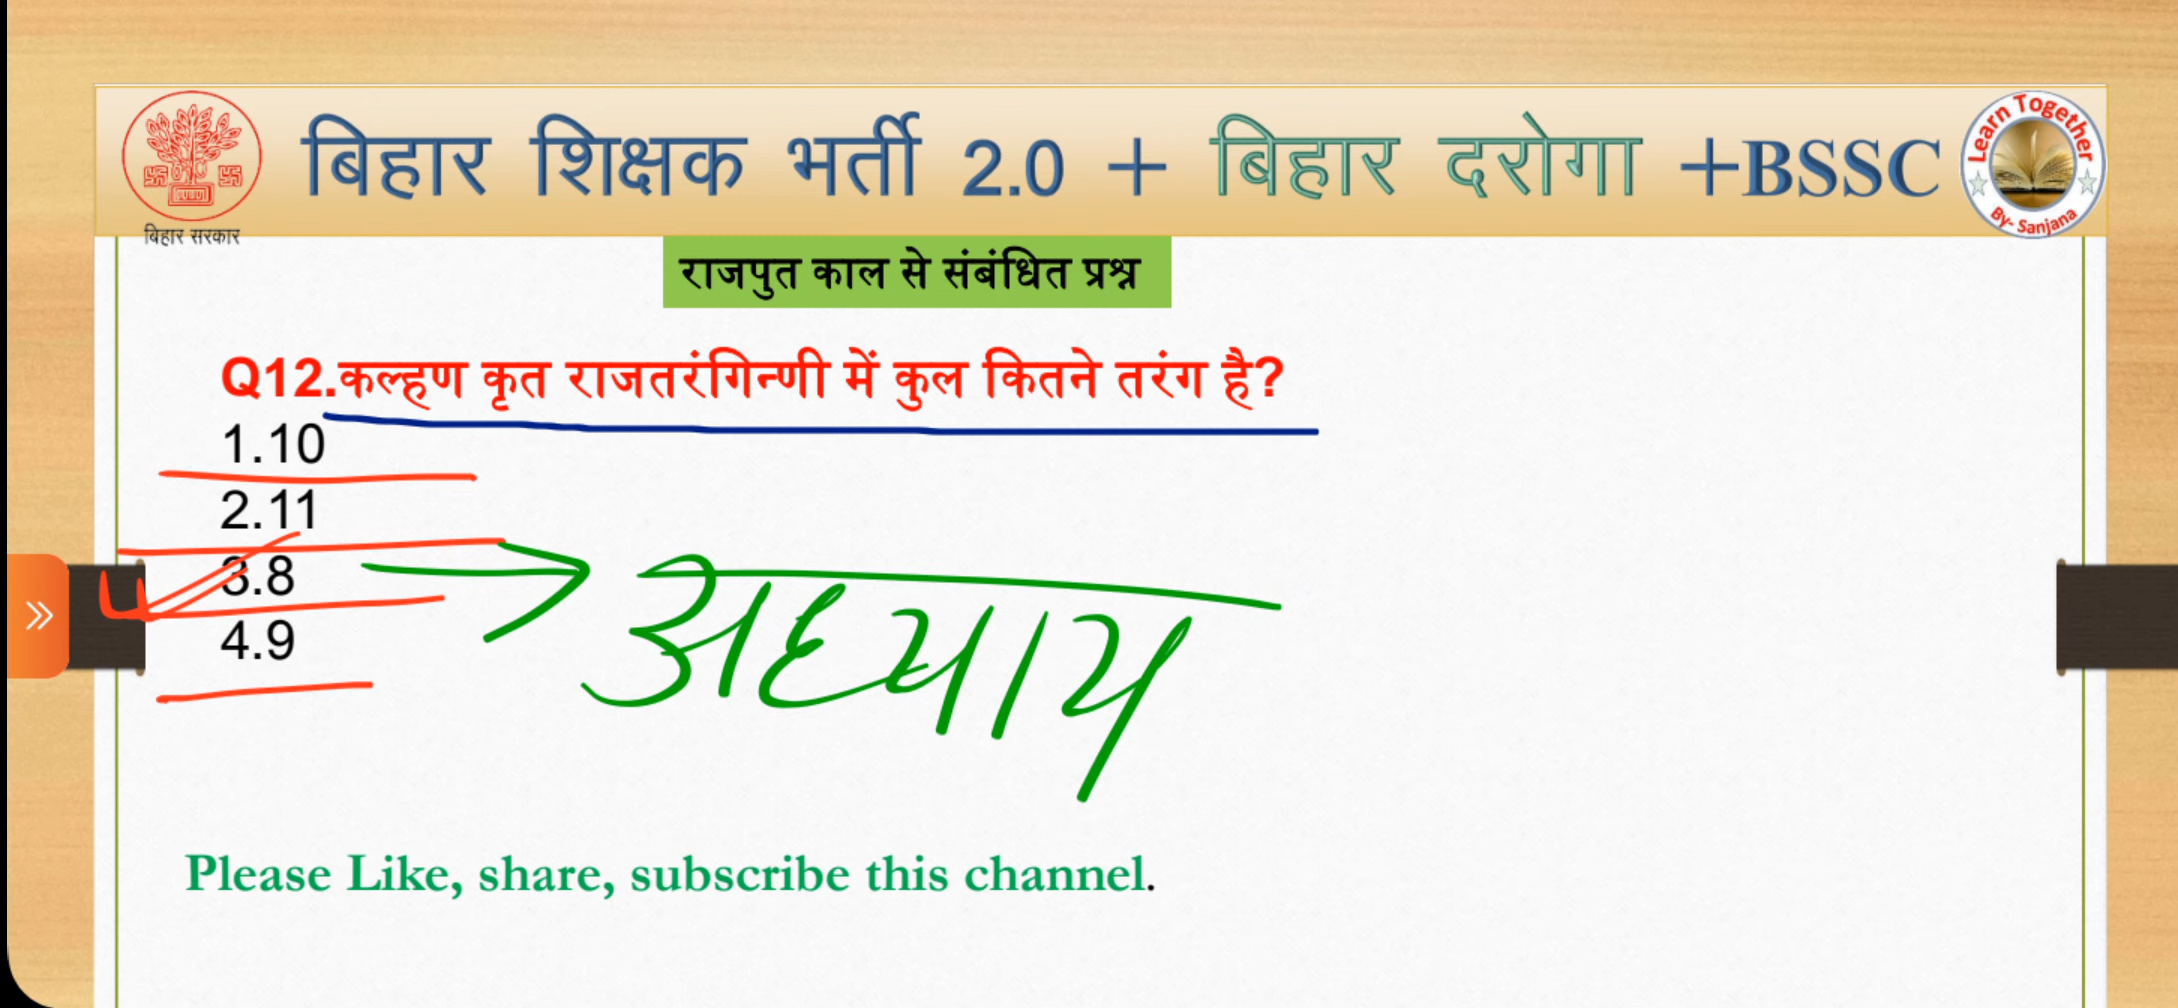 बिहार शिक्षक भर्ती 2.0 + बिहार दरोगा +BSSC
Learn Together
By- Sanjana
बिहार सरकार
राजपुत काल से संबंधित प्रश्न
Q12.कल्हण कृत राजतरंगिन्णी में कुल कितने तरंग है?
1.10
2.11
3.8
4.9
अध्याय
Please Like, share, subscribe this channel.